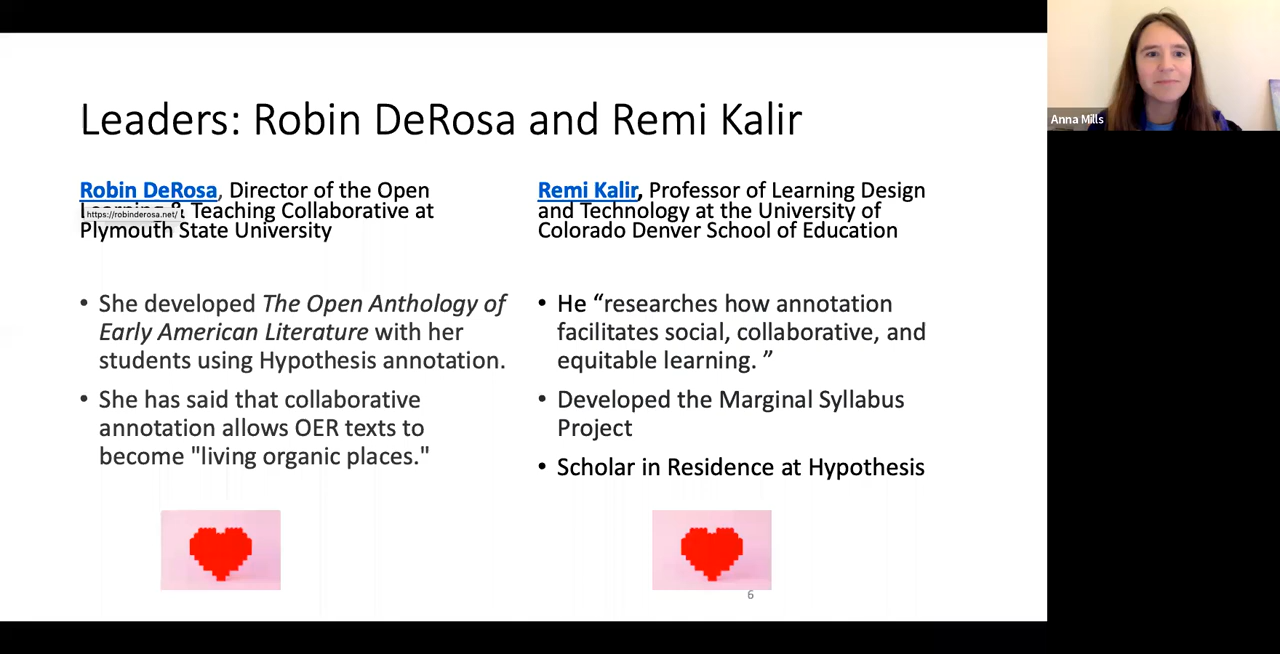 Leaders: Robin DeRosa and Remi Kalir
Robin DeRosa, Director of the Open
Learning & Teaching Collaborative at
https://robinderosa.net/
Plymouth State University
• She developed The Open Anthology of
Early American Literature with her
students using Hypothesis annotation.
• She has said that collaborative
annotation allows OER texts to
become "living organic places."
Remi Kalir, Professor of Learning Design
and Technology at the University of
Colorado Denver School of Education
• He “researches how annotation
facilitates social, collaborative, and
equitable learning. ”
• Developed the Marginal Syllabus
Project
• Scholar in Residence at Hypothesis
6
Anna Mills